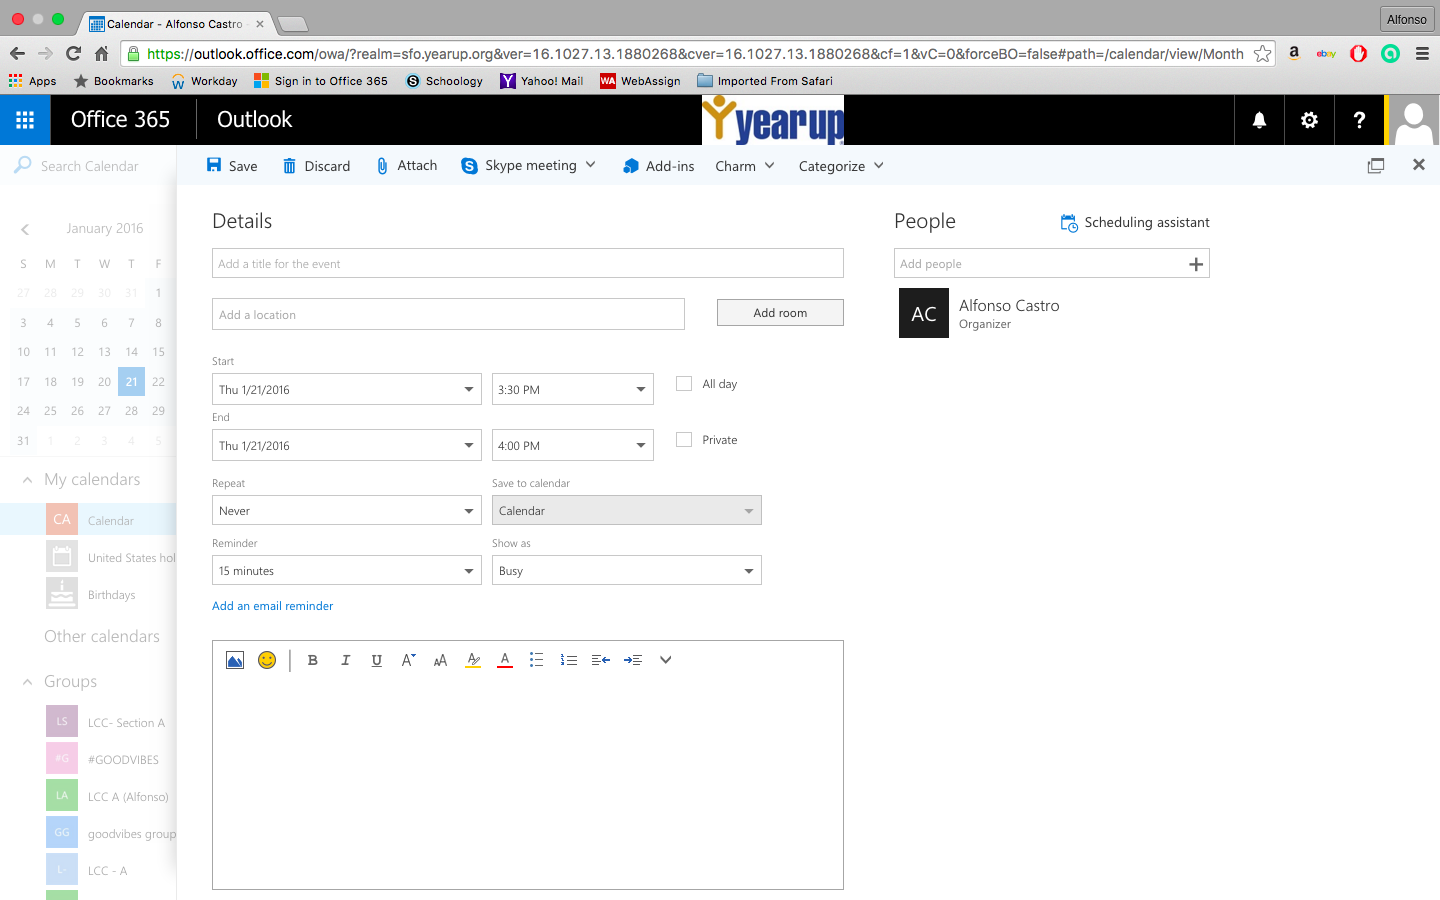 Calendar - Alfonso Castro
Alfonso
https://outlook.office.com/owa/?realm=sfo.yearup.org&ver=16.1027.13.1880268&cver=16.1027.13.1880268&cf=1&vC=0&forceBO=false#path=/calendar/view/Month
a
ebay
Apps
Bookmarks
Workday
Sign in to Office 365
Schoology
Yahoo! Mail
WA WebAssign
Imported From Safari
Office 365
Outlook
year up
?
Search Calendar
Save
Discard
Attach
Skype meeting
Add-ins
Charm
Categorize
January 2016
S M T W T F
27 28 29 30 31 1
3 4 5 6 7 8
10 11 12 13 14 15
17 18 19 20 21 22
24 25 26 27 28 29
31 1 2 3 4 5
My calendars
CA Calendar
United States hol
Birthdays
Other calendars
Groups
LS LCC- Section A
#G #GOODVIBES
LA LCC A (Alfonso)
GG goodvibes group
L- LCC - A
Details
Add a title for the event
Add a location
Add room
Start
Thu 1/21/2016
3:30 PM
All day
End
Thu 1/21/2016
4:00 PM
Private
Repeat
Save to calendar
Never
Calendar
Reminder
Show as
15 minutes
Busy
Add an email reminder
B I U A AA A A
People
Scheduling assistant
Add people
AC
Alfonso Castro
Organizer